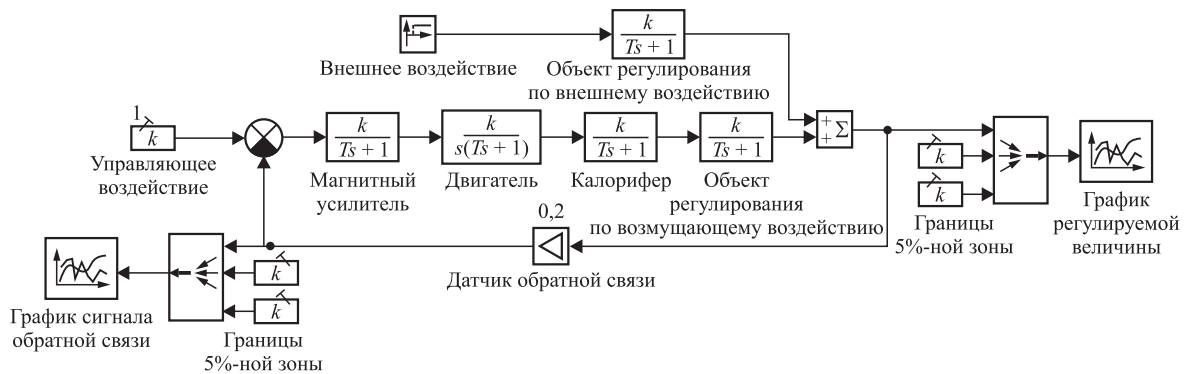 k
Ts + 1
Внешнее воздействие
Объект регулирования
по внешнему воздействию
1
k
Управляющее
воздействие
k
Ts + 1
Магнитный
усилитель
k
s(Ts + 1)
Двигатель
k
Ts + 1
Калорифер
k
Ts + 1
Объект
регулирования
по возмущающему воздействию
+
+
Σ
k
k
Границы
5%-ной зоны
График
регулируемой
величины
0,2
Датчик обратной связи
k
k
Границы
5%-ной зоны
График сигнала
обратной связи